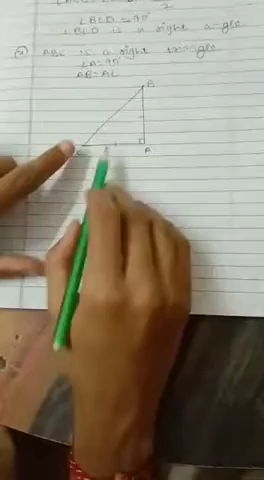 ∠BCD = 90°
∠BCD is a right angle
ABC is a right triangle
∠A = 90°
AB = AC
B
C
A